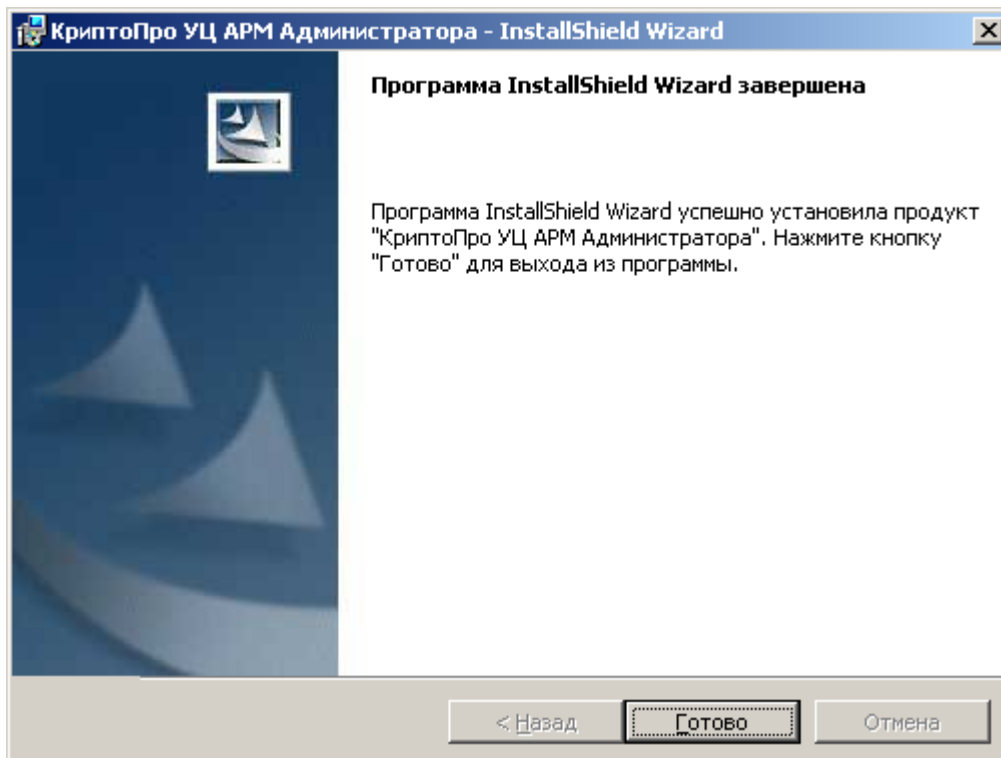 КриптоПро УЦ АРМ Администратора - InstallShield Wizard
Программа InstallShield Wizard завершена
Программа InstallShield Wizard успешно установила продукт
"КриптоПро УЦ АРМ Администратора". Нажмите кнопку
"Готово" для выхода из программы.
< Назад
Готово
Отмена